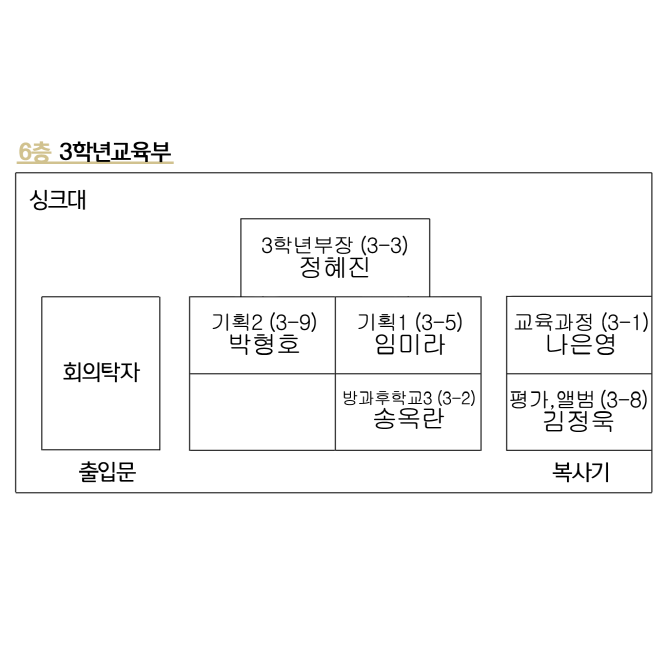 6층 3학년교육부
싱크대
3학년부장 (3-3)
정혜진
기획2 (3-9)
박형호
기획1 (3-5)
임미라
교육과정 (3-1)
나은영
회의탁자
방과후학교3 (3-2)
송옥란
평가,앨범 (3-8)
김정욱
출입문
복사기